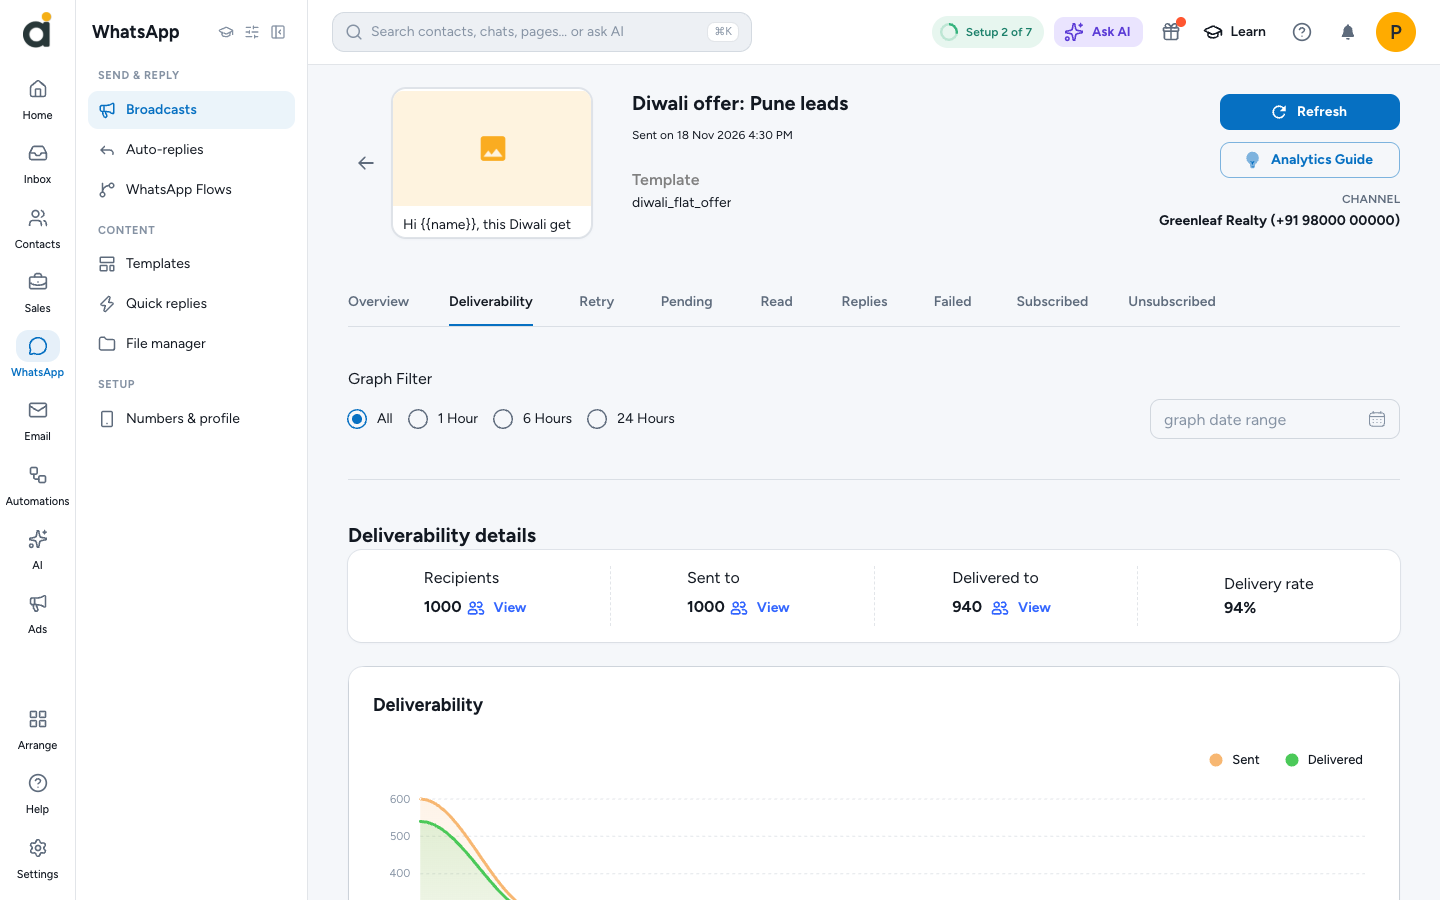 WhatsApp
Search contacts, chats, pages... or ask AI
⌘K
Setup 2 of 7
Ask AI
Learn
P
Home
Inbox
Contacts
Sales
WhatsApp
Email
Automations
AI
Ads
Arrange
Help
Settings
SEND & REPLY
Broadcasts
Auto-replies
WhatsApp Flows
CONTENT
Templates
Quick replies
File manager
SETUP
Numbers & profile
Hi {{name}}, this Diwali get
Diwali offer: Pune leads
Sent on 18 Nov 2026 4:30 PM
Template
diwali_flat_offer
Refresh
Analytics Guide
CHANNEL
Greenleaf Realty (+91 98000 00000)
Overview
Deliverability
Retry
Pending
Read
Replies
Failed
Subscribed
Unsubscribed
Graph Filter
All
1 Hour
6 Hours
24 Hours
graph date range
Deliverability details
Recipients
1000 View
Sent to
1000 View
Delivered to
940 View
Delivery rate
94%
Deliverability
Sent
Delivered
600
500
400